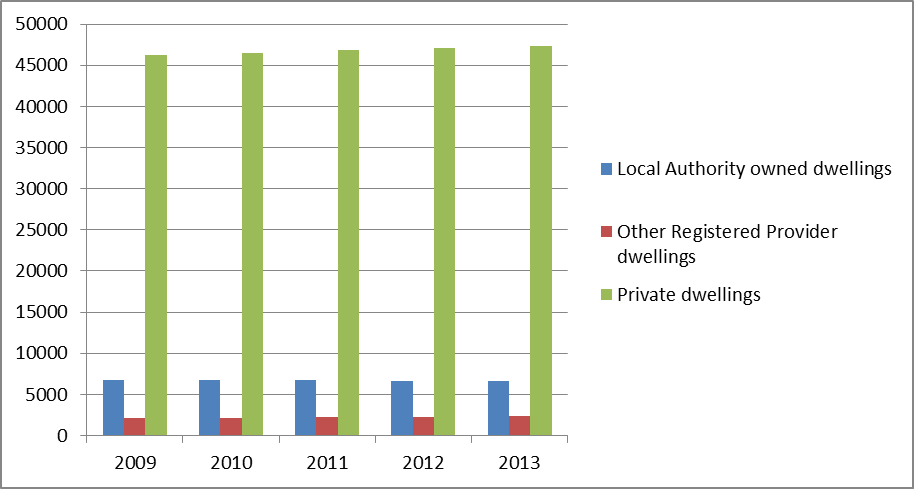 50000
45000
40000
35000
30000
25000
20000
15000
10000
5000
0
2009 2010 2011 2012 2013
Local Authority owned dwellings
Other Registered Provider
dwellings
Private dwellings